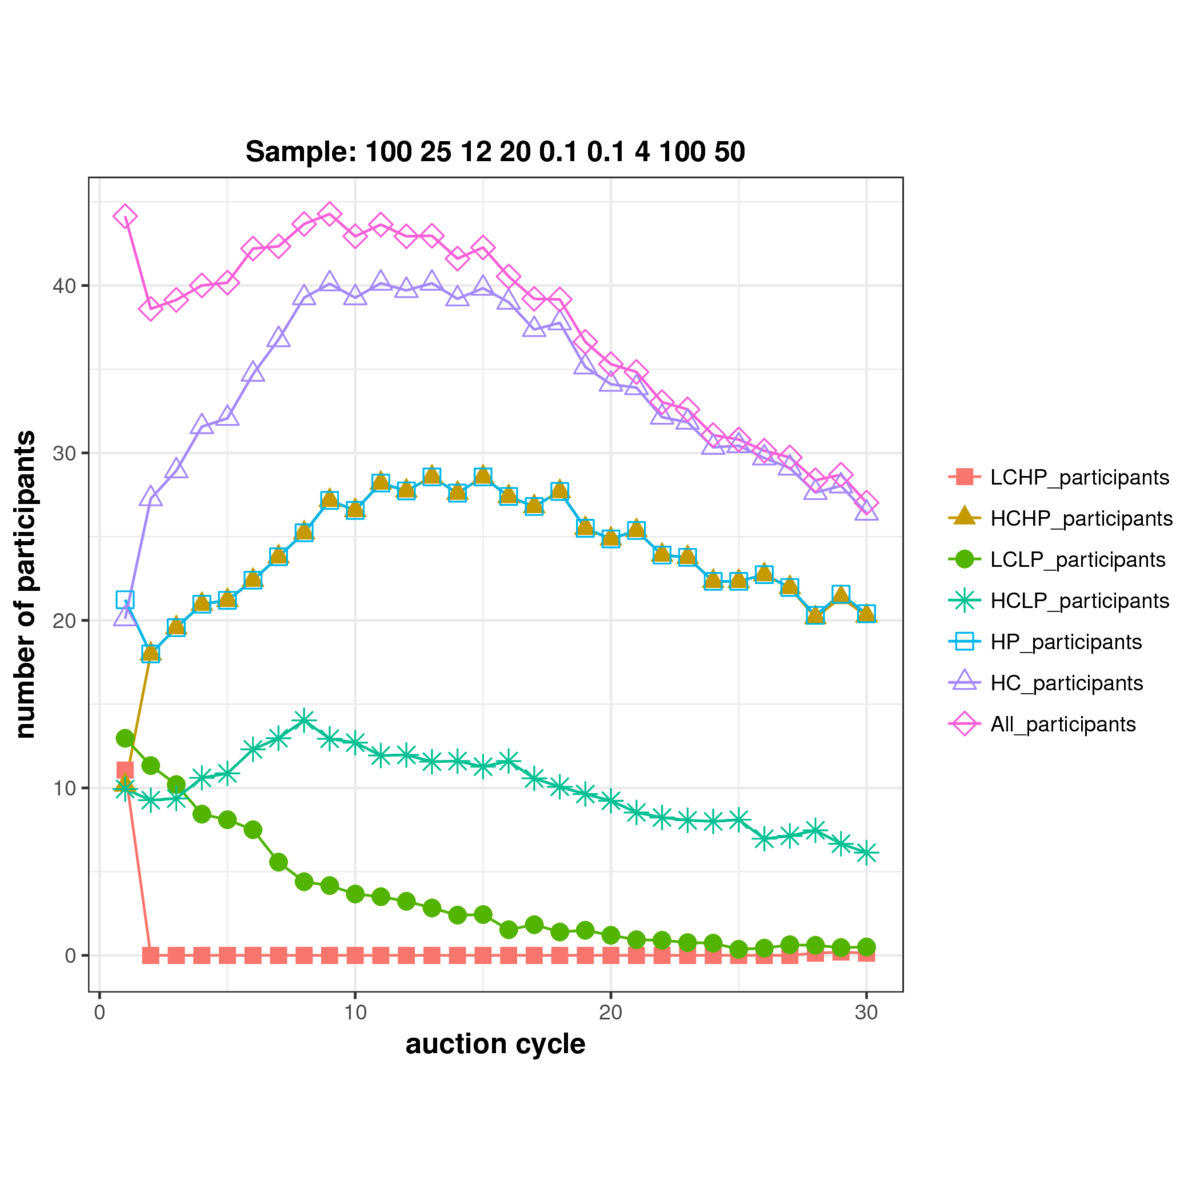 Sample: 100 25 12 20 0.1 0.1 4 100 50
number of participants
40
30
20
10
0
0 10 20 30
auction cycle
LCHP_participants
HCHP_participants
LCLP_participants
HCLP_participants
HP_participants
HC_participants
All_participants